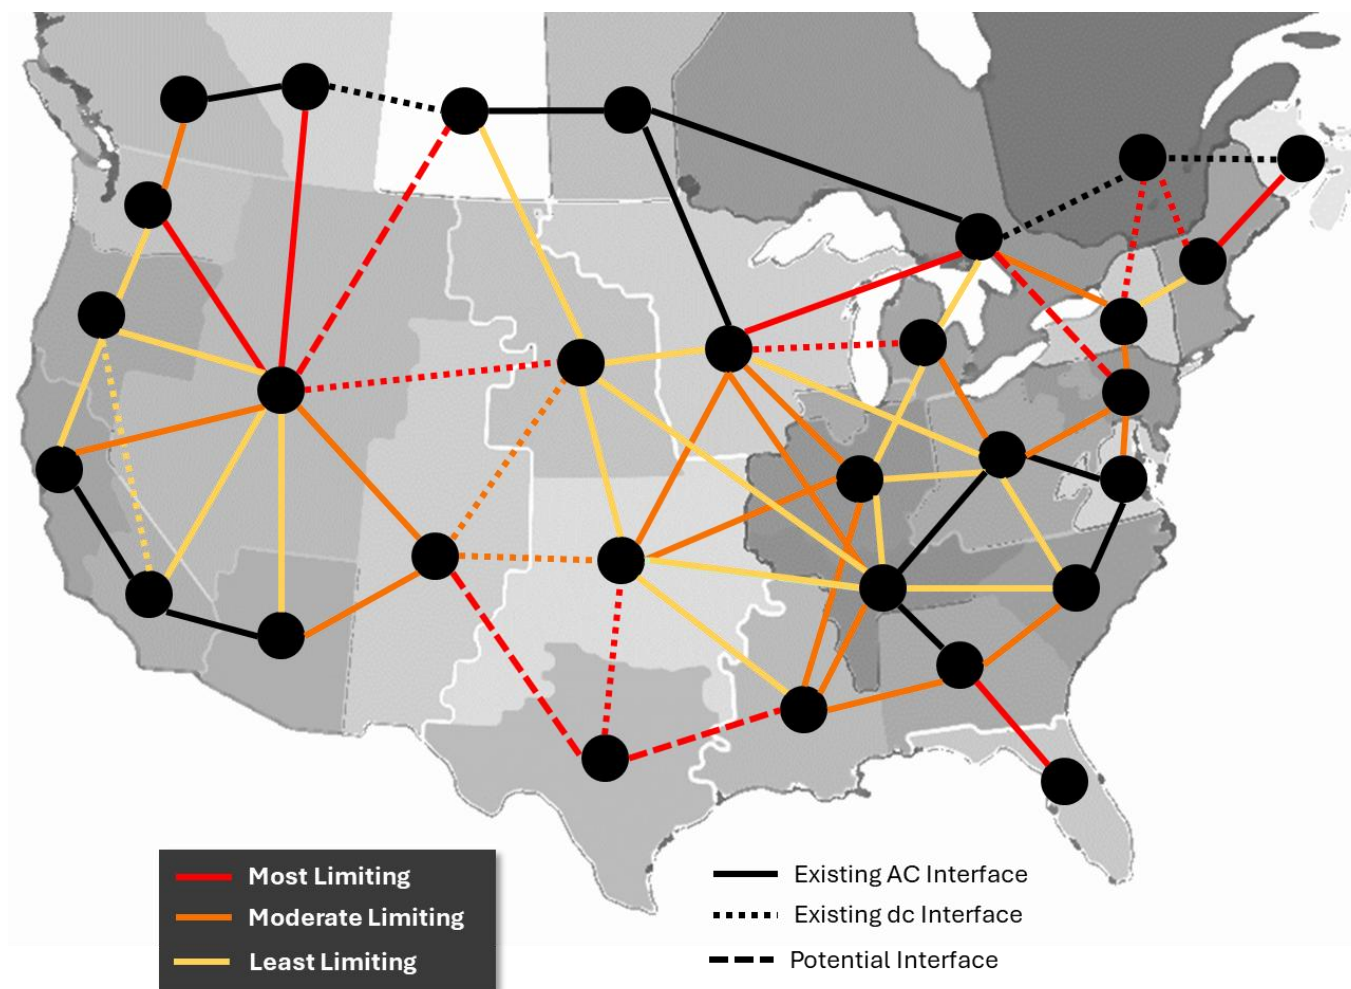 Most Limiting
Moderate Limiting
Least Limiting
Existing AC Interface
Existing dc Interface
Potential Interface